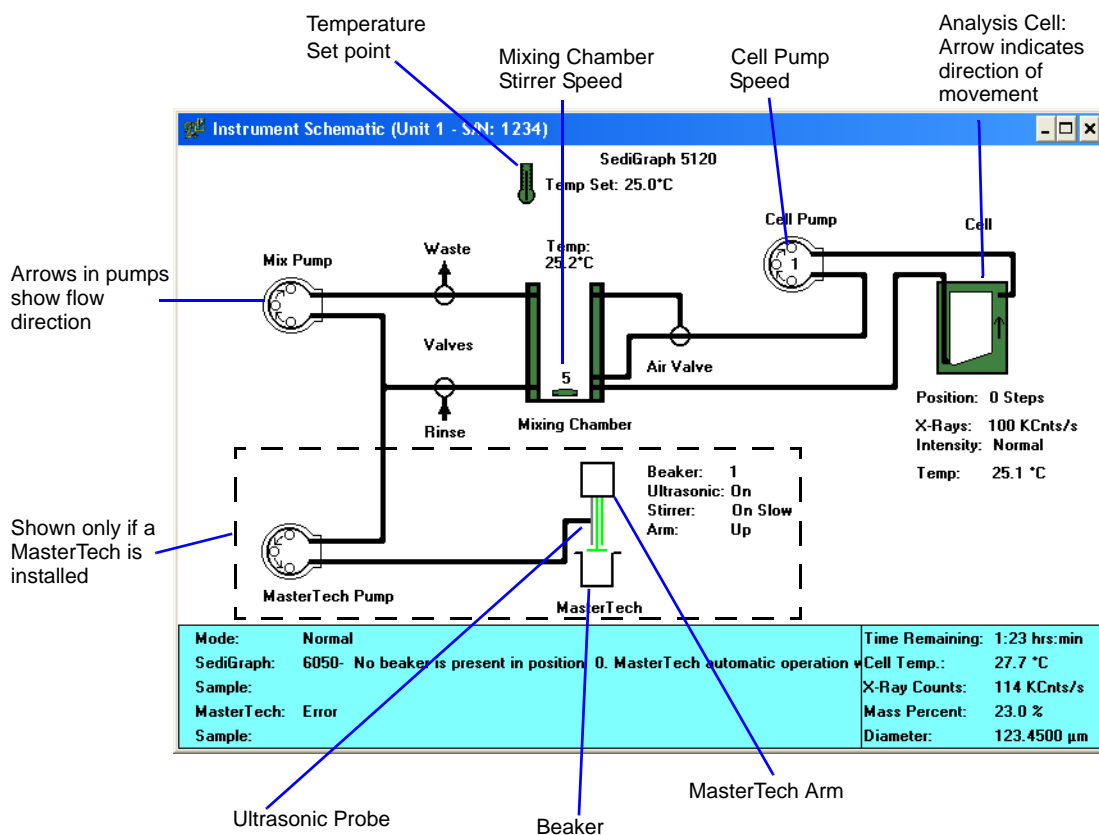 Temperature
Set point
Mixing Chamber
Stirrer Speed
Cell Pump
Speed
Analysis Cell:
Arrow indicates
direction of
movement
Instrument Schematic (Unit 1 - S/N: 1234)
SediGraph 5120
Temp Set: 25.0°C
Cell Pump
1
Cell
Waste
Temp:
25.2°C
Mix Pump
Arrows in pumps
show flow
direction
Valves
Air Valve
5
Rinse
Mixing Chamber
Position: 0 Steps
X-Rays: 100 KCnts/s
Intensity: Normal
Temp: 25.1 °C
Beaker: 1
Ultrasonic: On
Stirrer: On Slow
Arm: Up
Shown only if a
MasterTech is
installed
MasterTech Pump
MasterTech
Mode: Normal
SediGraph: 6050- No beaker is present in position 0. MasterTech automatic operation w
Sample:
MasterTech: Error
Sample:
Time Remaining: 1:23 hrs:min
Cell Temp.: 27.7 °C
X-Ray Counts: 114 KCnts/s
Mass Percent: 23.0 %
Diameter: 123.4500 µm
Ultrasonic Probe
Beaker
MasterTech Arm